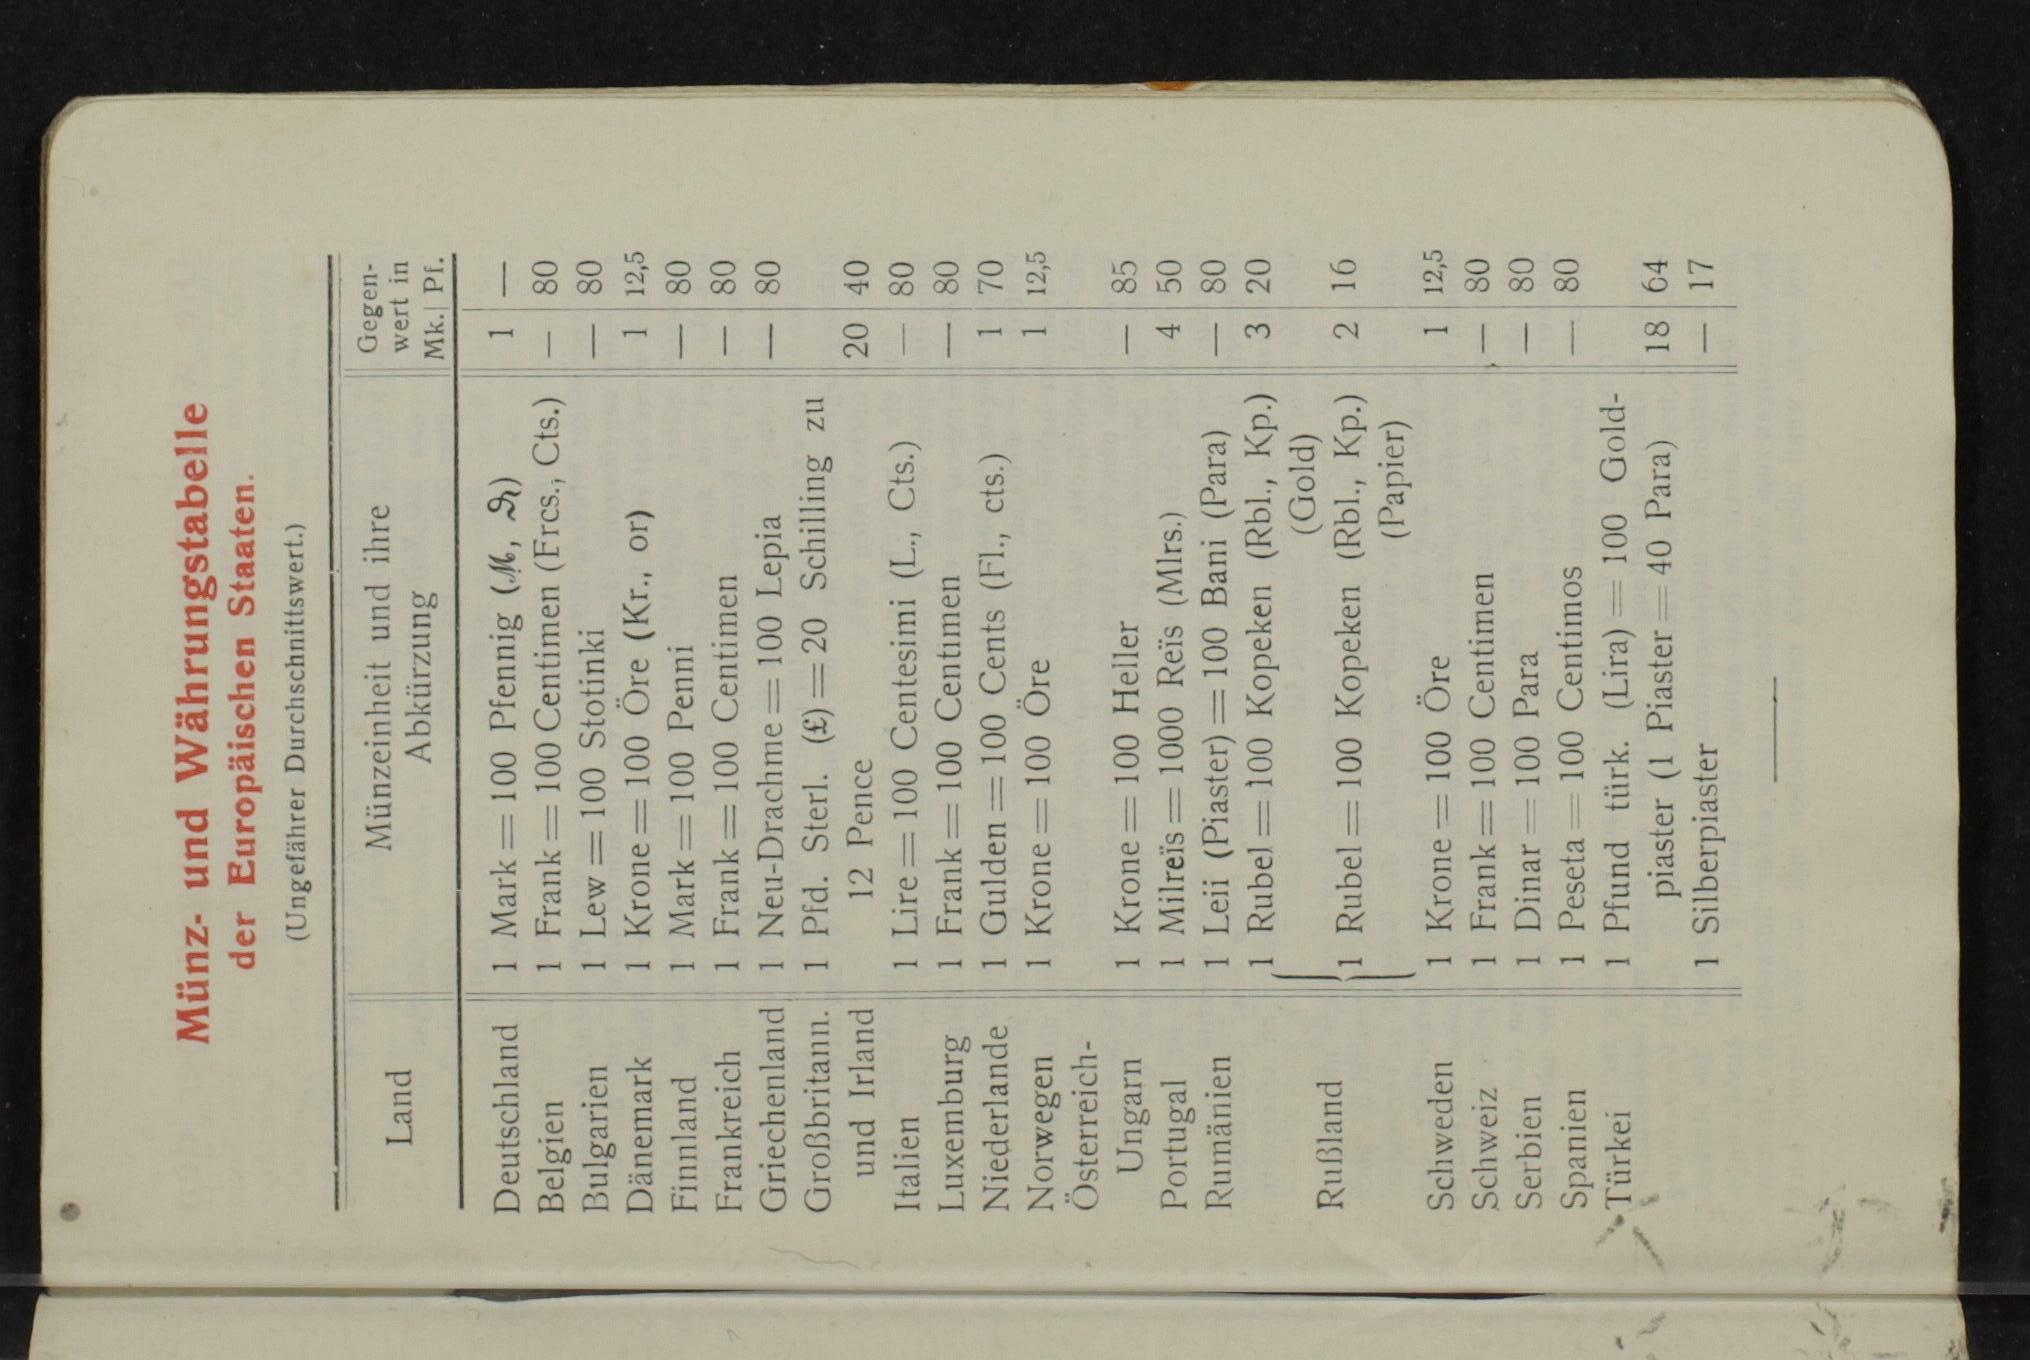 Münz- und Währungstabelle
der Europäischen Staaten.
(Ungefährer Durchschnittswert.)
Land Münzeinheit und ihre Abkürzung Gegen-wert in Mk. Pf.
Deutschland 1 Mark = 100 Pfennig (ℳ, ₰) 1 —
Belgien 1 Frank = 100 Centimen (Frcs., Cts.) — 80
Bulgarien 1 Lew = 100 Stotinki — 80
Dänemark 1 Krone = 100 Öre (Kr., or) 1 12,5
Finnland 1 Mark = 100 Penni — 80
Frankreich 1 Frank = 100 Centimen — 80
Griechenland 1 Neu-Drachme = 100 Lepia — 80
Großbritann. 1 Pfd. Sterl. (£) = 20 Schilling zu
und Irland 12 Pence 20 40
Italien 1 Lire = 100 Centesimi (L., Cts.) — 80
Luxemburg 1 Frank = 100 Centimen — 80
Niederlande 1 Gulden = 100 Cents (Fl., cts.) 1 70
Norwegen 1 Krone = 100 Öre 1 12,5
Österreich-
Ungarn 1 Krone = 100 Heller — 85
Portugal 1 Milreïs = 1000 Reïs (Mlrs.) 4 50
Rumänien 1 Leii (Piaster) = 100 Bani (Para) — 80
1 Rubel = 100 Kopeken (Rbl., Kp.) 3 20
(Gold)
Rußland 1 Rubel = 100 Kopeken (Rbl., Kp.) 2 16
(Papier)
Schweden 1 Krone = 100 Öre 1 12,5
Schweiz 1 Frank = 100 Centimen — 80
Serbien 1 Dinar = 100 Para — 80
Spanien 1 Peseta = 100 Centimos — 80
Türkei 1 Pfund türk. (Lira) = 100 Gold-
piaster (1 Piaster = 40 Para) 18 64
1 Silberpiaster — 17